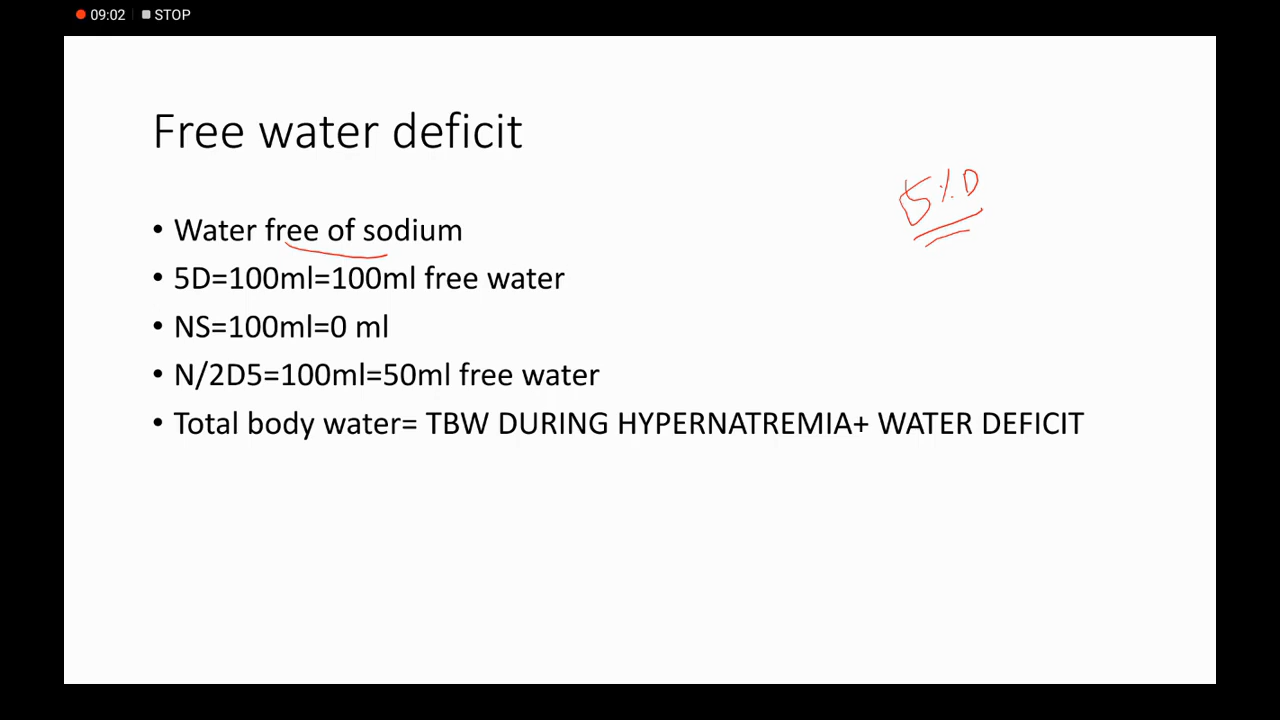 09:02 STOP
Free water deficit
5%D
• Water free of sodium
• 5D=100ml=100ml free water
• NS=100ml=0 ml
• N/2D5=100ml=50ml free water
• Total body water= TBW DURING HYPERNATREMIA+ WATER DEFICIT